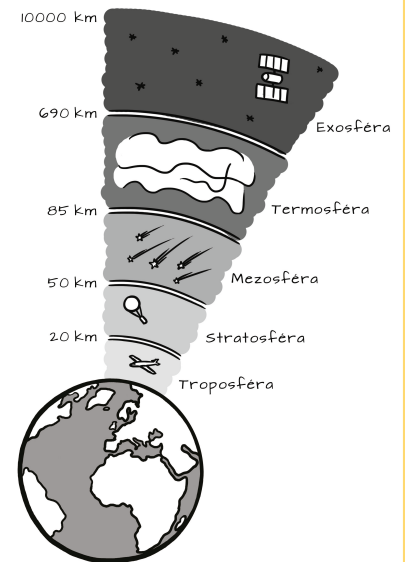 10000 km
690 km
Exosféra
85 km
Termosféra
50 km
Mezosféra
20 km
Stratosféra
Troposféra